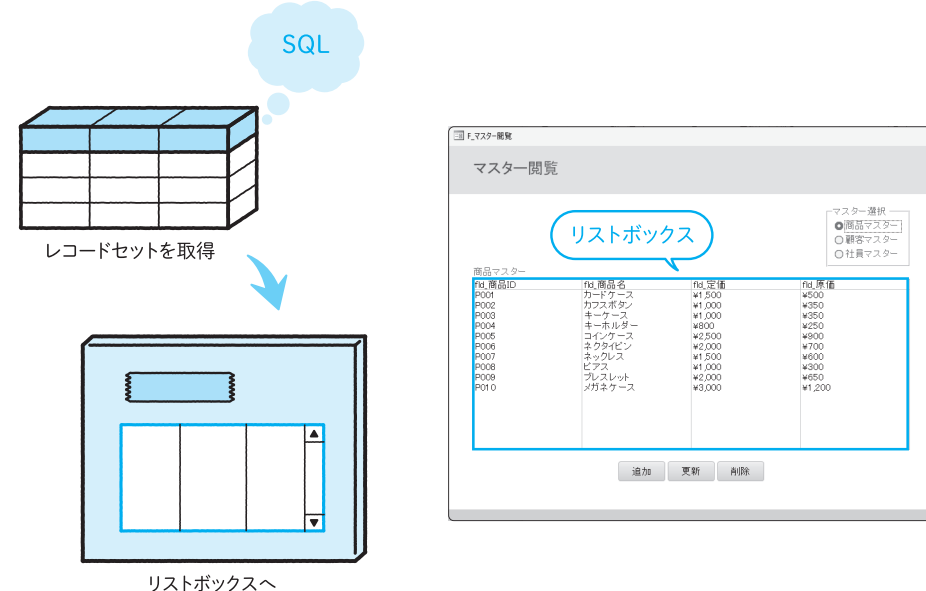 SQL
レコードセットを取得
リストボックスへ
F_マスター閲覧
マスター閲覧
リストボックス
マスター選択
商品マスター
顧客マスター
社員マスター
商品マスター
fld_商品ID fld_商品名 fld_定価 fld_原価
P001 カードケース ¥1,500 ¥500
P002 カフスボタン ¥1,000 ¥350
P003 キーケース ¥1,000 ¥350
P004 キーホルダー ¥800 ¥250
P005 コインケース ¥2,500 ¥900
P006 ネクタイピン ¥2,000 ¥700
P007 ネックレス ¥1,500 ¥600
P008 ピアス ¥1,000 ¥300
P009 ブレスレット ¥2,000 ¥650
P010 メガネケース ¥3,000 ¥1,200
追加 更新 削除